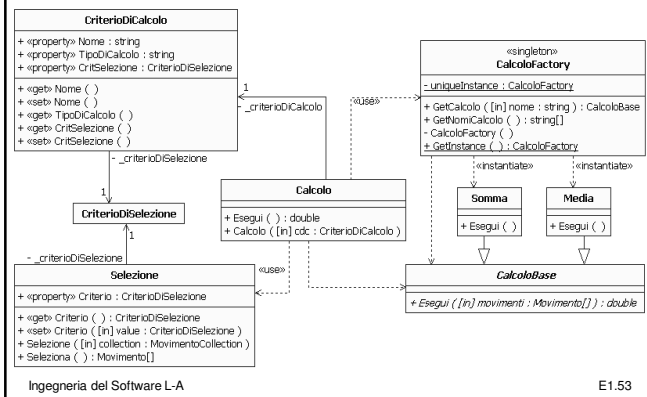 CriterioDiCalcolo
+ «property» Nome : string
+ «property» TipoDiCalcolo : string
+ «property» CritSelezione : CriterioDiSelezione
+ «get» Nome ( )
+ «set» Nome ( )
+ «get» TipoDiCalcolo ( )
+ «get» CritSelezione ( )
+ «set» CritSelezione ( )
1
- _criterioDiCalcolo
«use»
«singleton»
CalcoloFactory
- uniqueInstance : CalcoloFactory
+ GetCalcolo ( [in] nome : string ) : CalcoloBase
+ GetNomiCalcolo ( ) : string[]
- CalcoloFactory ( )
+ GetInstance ( ) : CalcoloFactory
- _criterioDiSelezione
1
«instantiate»
«instantiate»
Calcolo
+ Esegui ( ) : double
+ Calcolo ( [in] cdc : CriterioDiCalcolo )
Somma
+ Esegui ( )
Media
+ Esegui ( )
CriterioDiSelezione
1
- _criterioDiSelezione
«use»
Selezione
+ «property» Criterio : CriterioDiSelezione
+ «get» Criterio ( ) : CriterioDiSelezione
+ «set» Criterio ( [in] value : CriterioDiSelezione )
+ Selezione ( [in] collection : MovimentoCollection )
+ Seleziona ( ) : Movimento[]
CalcoloBase
+ Esegui ( [in] movimenti : Movimento[] ) : double
Ingegneria del Software L-A
E1.53